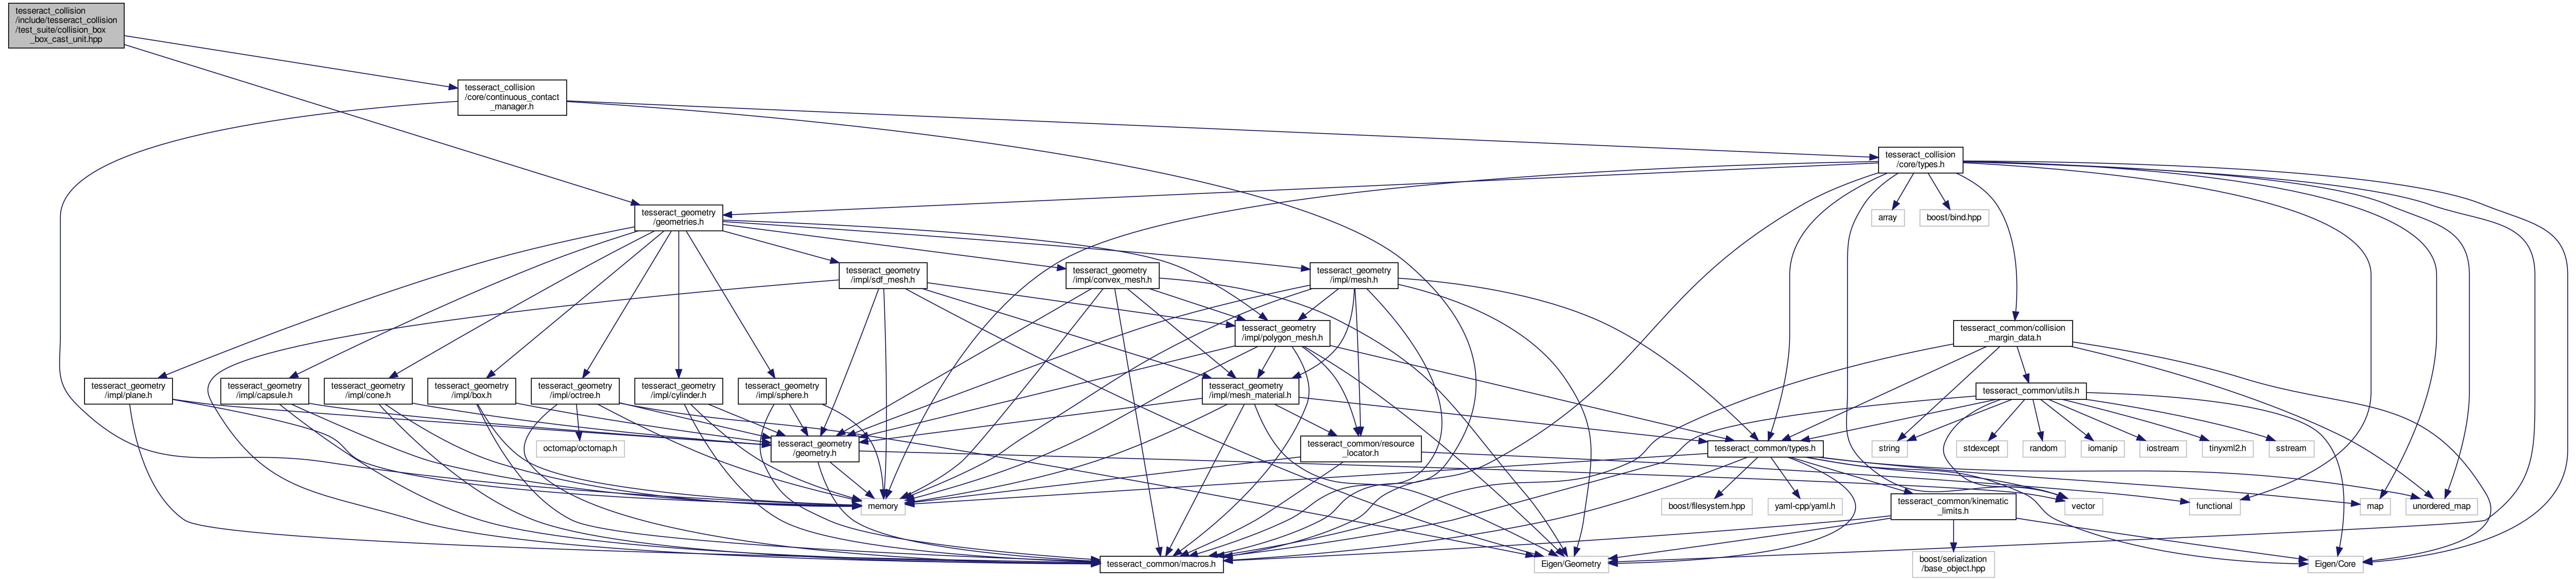 tesseract_collision
/include/tesseract_collision
/test_suite/collision_box
_box_cast_unit.hpp
tesseract_collision
/core/continuous_contact
_manager.h
tesseract_collision
/core/types.h
tesseract_geometry
/geometries.h
array
boost/bind.hpp
tesseract_geometry
/impl/sdf_mesh.h
tesseract_geometry
/impl/convex_mesh.h
tesseract_geometry
/impl/mesh.h
tesseract_geometry
/impl/polygon_mesh.h
tesseract_common/collision
_margin_data.h
tesseract_geometry
/impl/plane.h
tesseract_geometry
/impl/capsule.h
tesseract_geometry
/impl/cone.h
tesseract_geometry
/impl/box.h
tesseract_geometry
/impl/octree.h
tesseract_geometry
/impl/cylinder.h
tesseract_geometry
/impl/sphere.h
tesseract_geometry
/impl/mesh_material.h
tesseract_common/utils.h
octomap/octomap.h
tesseract_geometry
/geometry.h
tesseract_common/resource
_locator.h
tesseract_common/types.h
string
stdexcept
random
iomanip
iostream
tinyxml2.h
sstream
memory
boost/filesystem.hpp
yaml-cpp/yaml.h
tesseract_common/kinematic
_limits.h
vector
functional
map
unordered_map
tesseract_common/macros.h
Eigen/Geometry
boost/serialization
/base_object.hpp
Eigen/Core